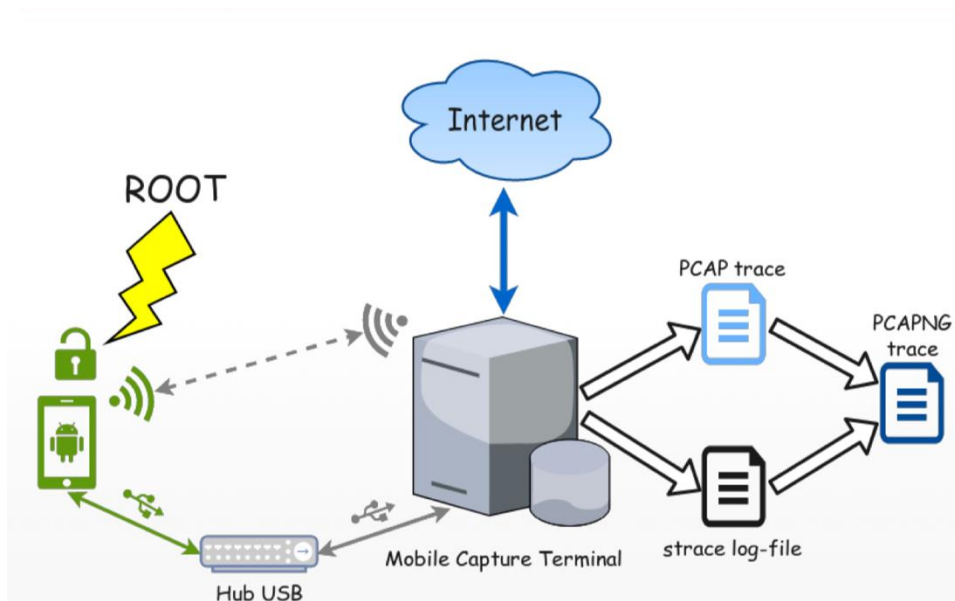 Internet
ROOT
PCAP trace
PCAPNG
trace
Mobile Capture Terminal
strace log-file
Hub USB